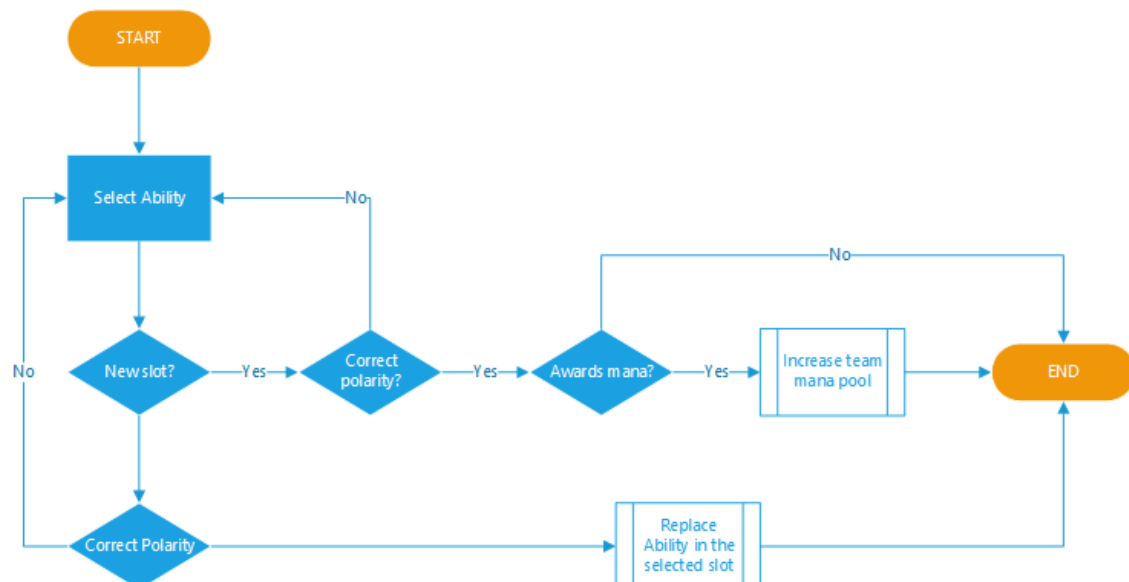 START
Select Ability
No
No
No
New slot?
Yes
Correct
polarity?
Yes
Awards mana?
Yes
Increase team
mana pool
END
Correct Polarity
Replace
Ability in the
selected slot